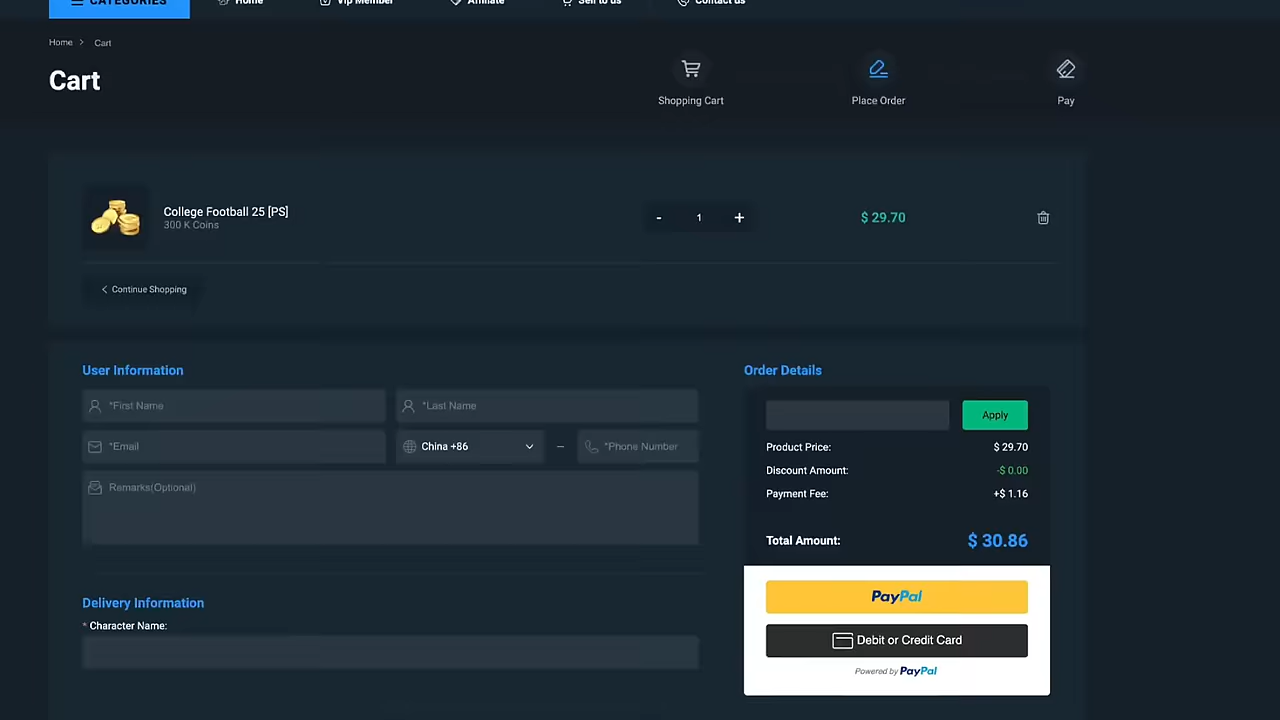 CATEGORIES
Home
Vip Member
Affiliate
Sell to us
Contact us
Home > Cart
Cart
Shopping Cart
Place Order
Pay
College Football 25 [PS]
300 K Coins
- 1 +
$ 29.70
Continue Shopping
User Information
*First Name
*Last Name
*Email
China +86
*Phone Number
Remarks(Optional)
Delivery Information
* Character Name:
Order Details
Apply
Product Price: $ 29.70
Discount Amount: -$ 0.00
Payment Fee: +$ 1.16
Total Amount: $ 30.86
PayPal
Debit or Credit Card
Powered by PayPal